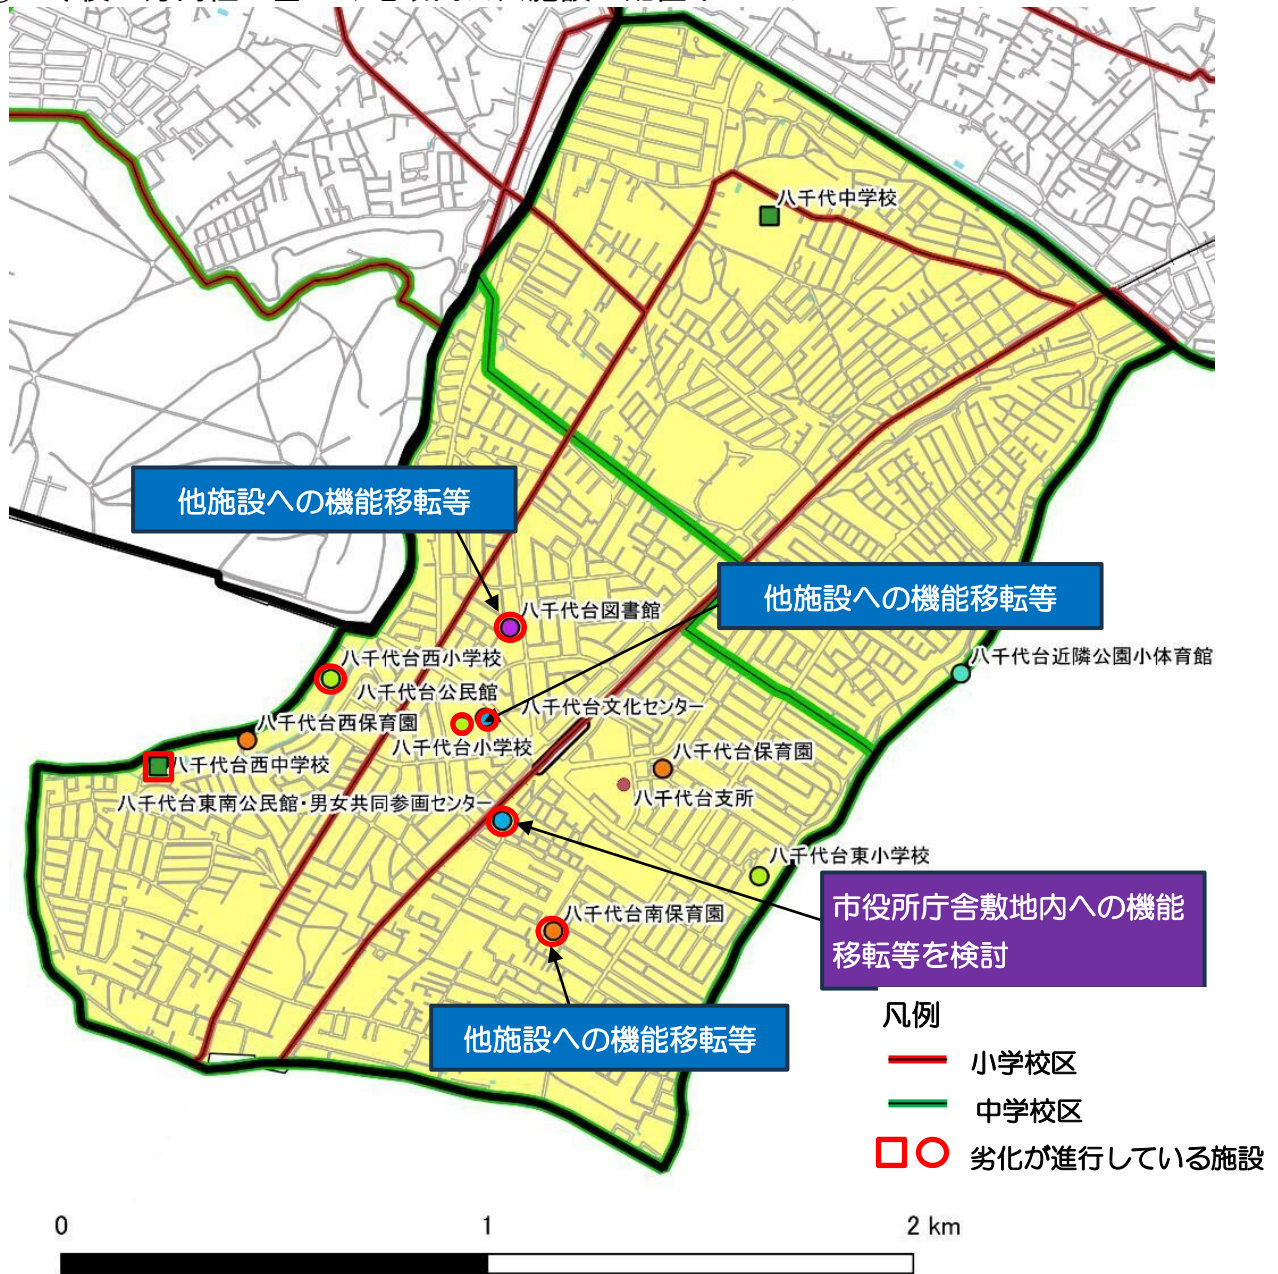 八千代中学校
他施設への機能移転等
他施設への機能移転等
八千代台図書館
八千代台西小学校
八千代台近隣公園小体育館
八千代台公民館
八千代台文化センター
八千代台西保育園
八千代台小学校
八千代台保育園
八千代台西中学校
八千代台支所
八千代台東南公民館・男女共同参画センター
八千代台東小学校
八千代台南保育園
市役所庁舎敷地内への機能
移転等を検討
他施設への機能移転等
凡例
小学校区
中学校区
劣化が進行している施設
0 1 2 km